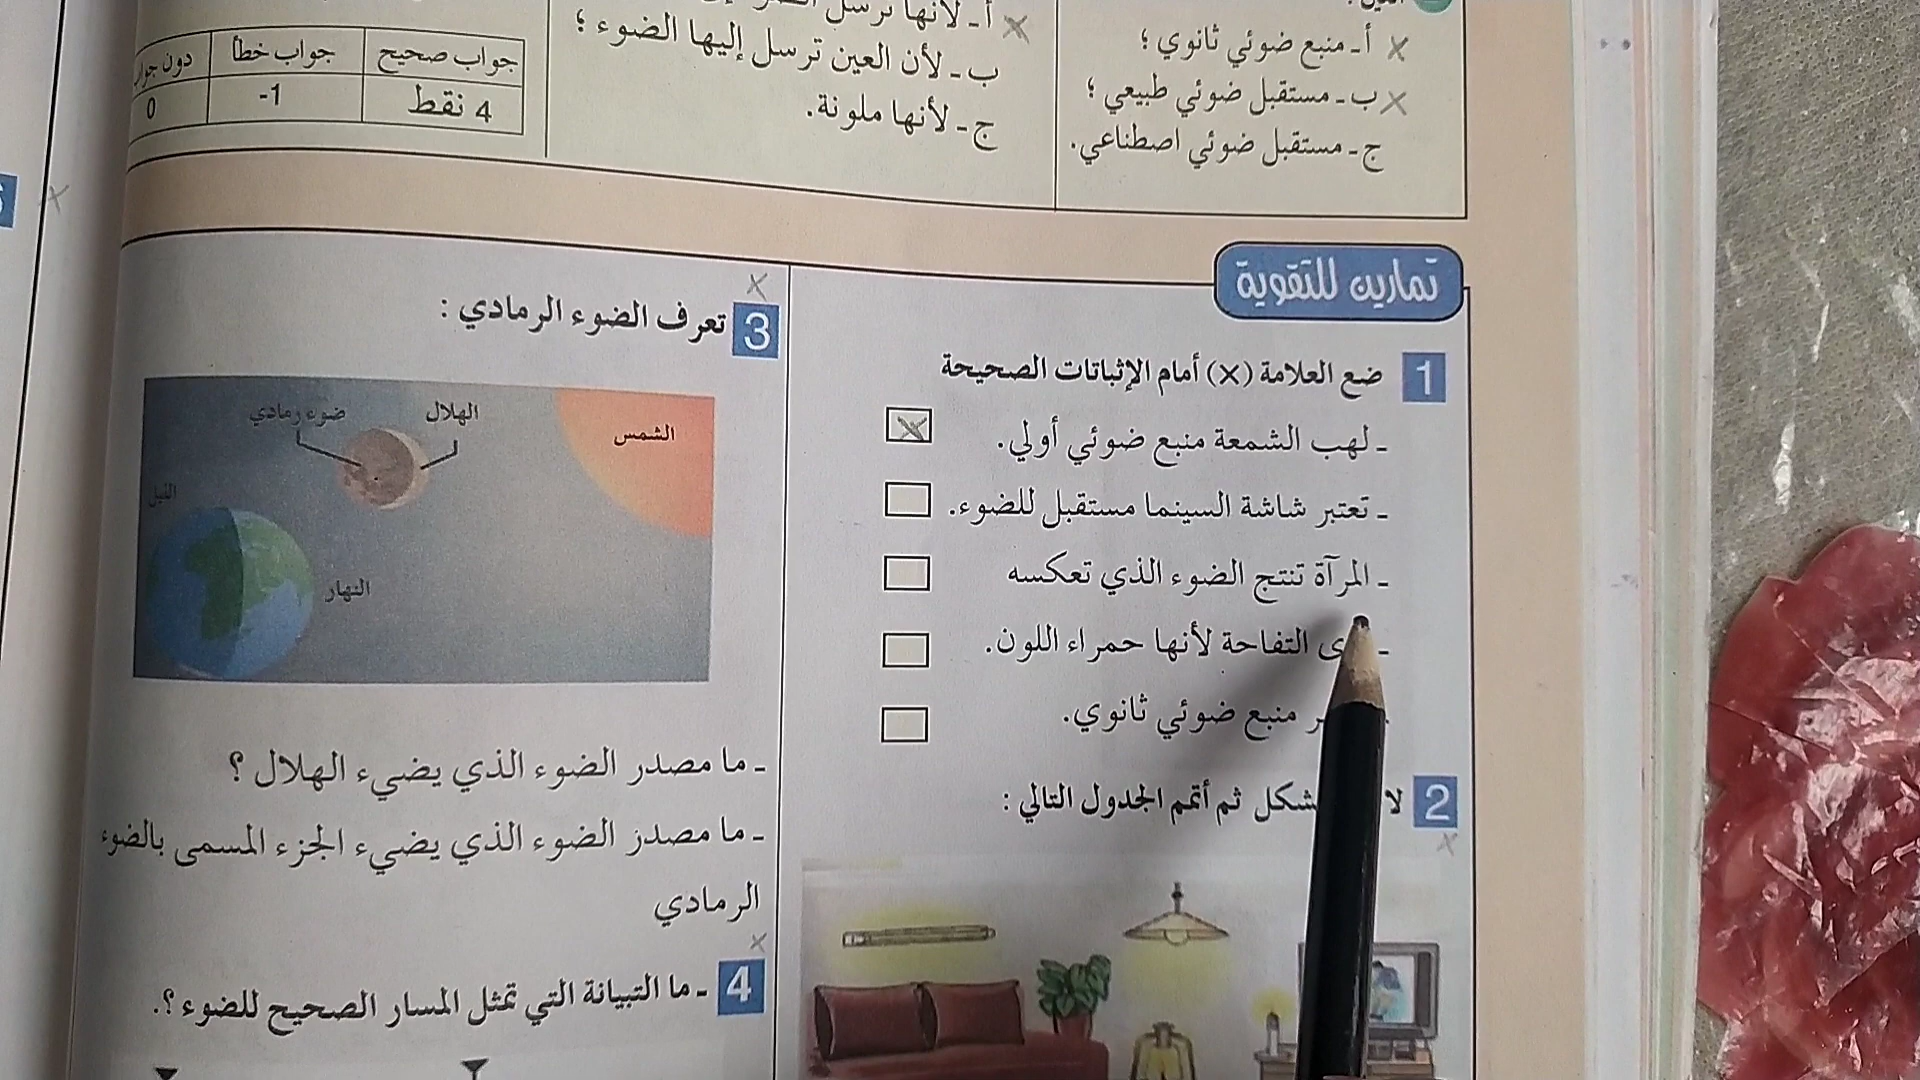 أ ـ منبع ضوئي ثانوي ؛
ب ـ مستقبل ضوئي طبيعي ؛
ج ـ مستقبل ضوئي اصطناعي.
أ ـ لأنها ترسل
ب ـ لأن العين ترسل إليها الضوء ؛
ج ـ لأنها ملونة.
جواب صحيح جواب خطأ دون
4 نقط -1 0
تمارين للتقوية
1 ضع العلامة (x) أمام الإثباتات الصحيحة
ـ لهب الشمعة منبع ضوئي أولي.
ـ تعتبر شاشة السينما مستقبل للضوء.
ـ المرآة تنتج الضوء الذي تعكسه
ـ التفاحة لأنها حمراء اللون.
منبع ضوئي ثانوي.
2 ثم أتمم الجدول التالي :
3 تعرف الضوء الرمادي :
الشمس
الهلال
ضوء رمادي
الليل
النهار
ـ ما مصدر الضوء الذي يضيء الهلال ؟
ـ ما مصدر الضوء الذي يضيء الجزء المسمى بالضوء
الرمادي
4 ـ ما التبيانة التي تمثل المسار الصحيح للضوء ؟.